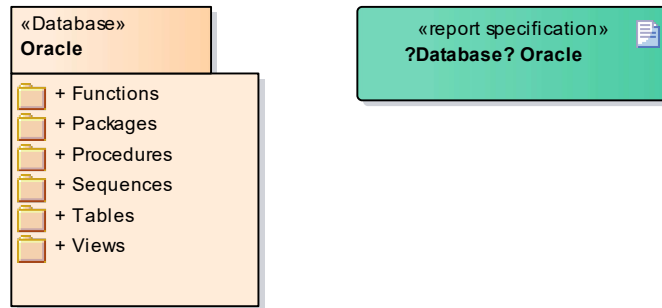 «Database»
Oracle
+ Functions
+ Packages
+ Procedures
+ Sequences
+ Tables
+ Views
«report specification»
?Database? Oracle